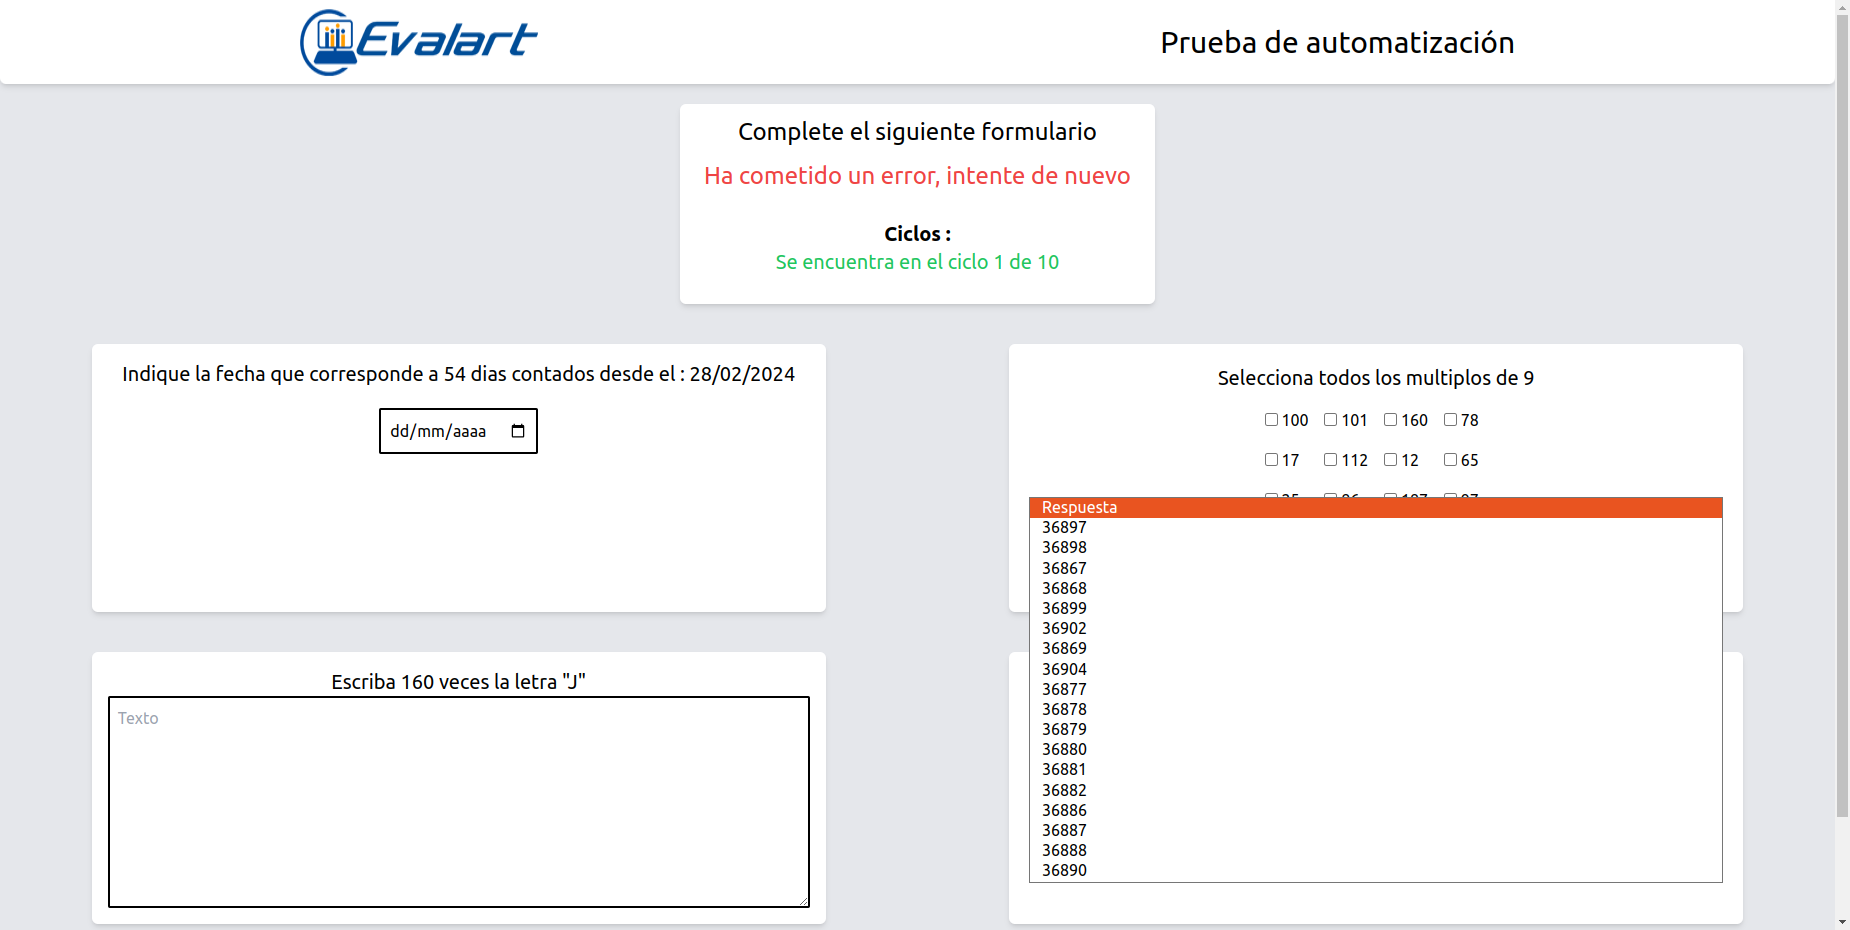 Evalart
Prueba de automatización
Complete el siguiente formulario
Ha cometido un error, intente de nuevo
Ciclos :
Se encuentra en el ciclo 1 de 10
Indique la fecha que corresponde a 54 dias contados desde el : 28/02/2024
dd/mm/aaaa
Selecciona todos los multiplos de 9
100 101 160 78
17 112 12 65
Respuesta
36897
36898
36867
36868
36899
36902
36869
36904
36877
36878
36879
36880
36881
36882
36886
36887
36888
36890
Escriba 160 veces la letra "J"
Texto